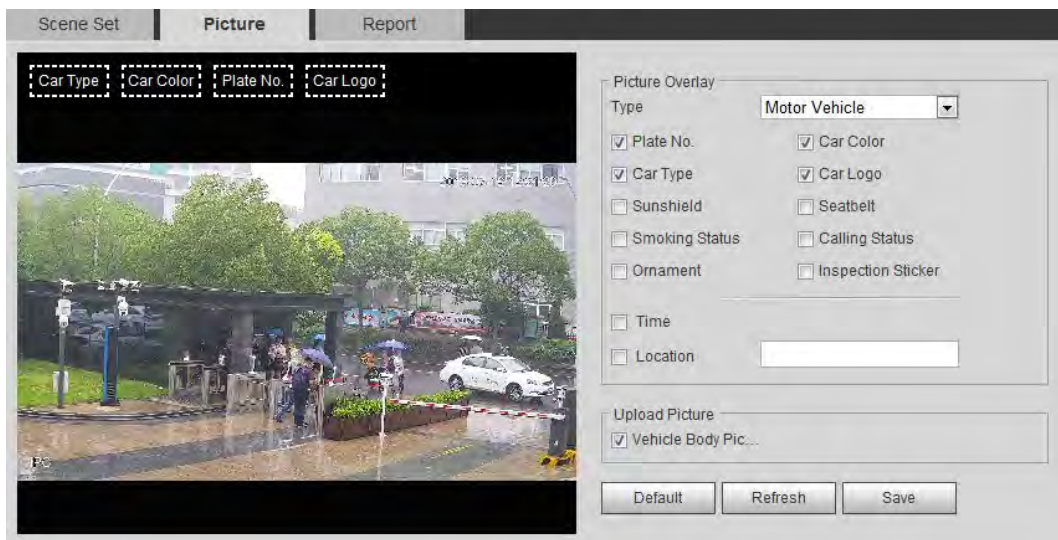 Scene Set Picture Report
Car Type Car Color Plate No. Car Logo
Picture Overlay
Type Motor Vehicle
Plate No. Car Color
Car Type Car Logo
Sunshield Seatbelt
Smoking Status Calling Status
Ornament Inspection Sticker
Time
Location
Upload Picture
Vehicle Body Pic...
IPC
Default Refresh Save